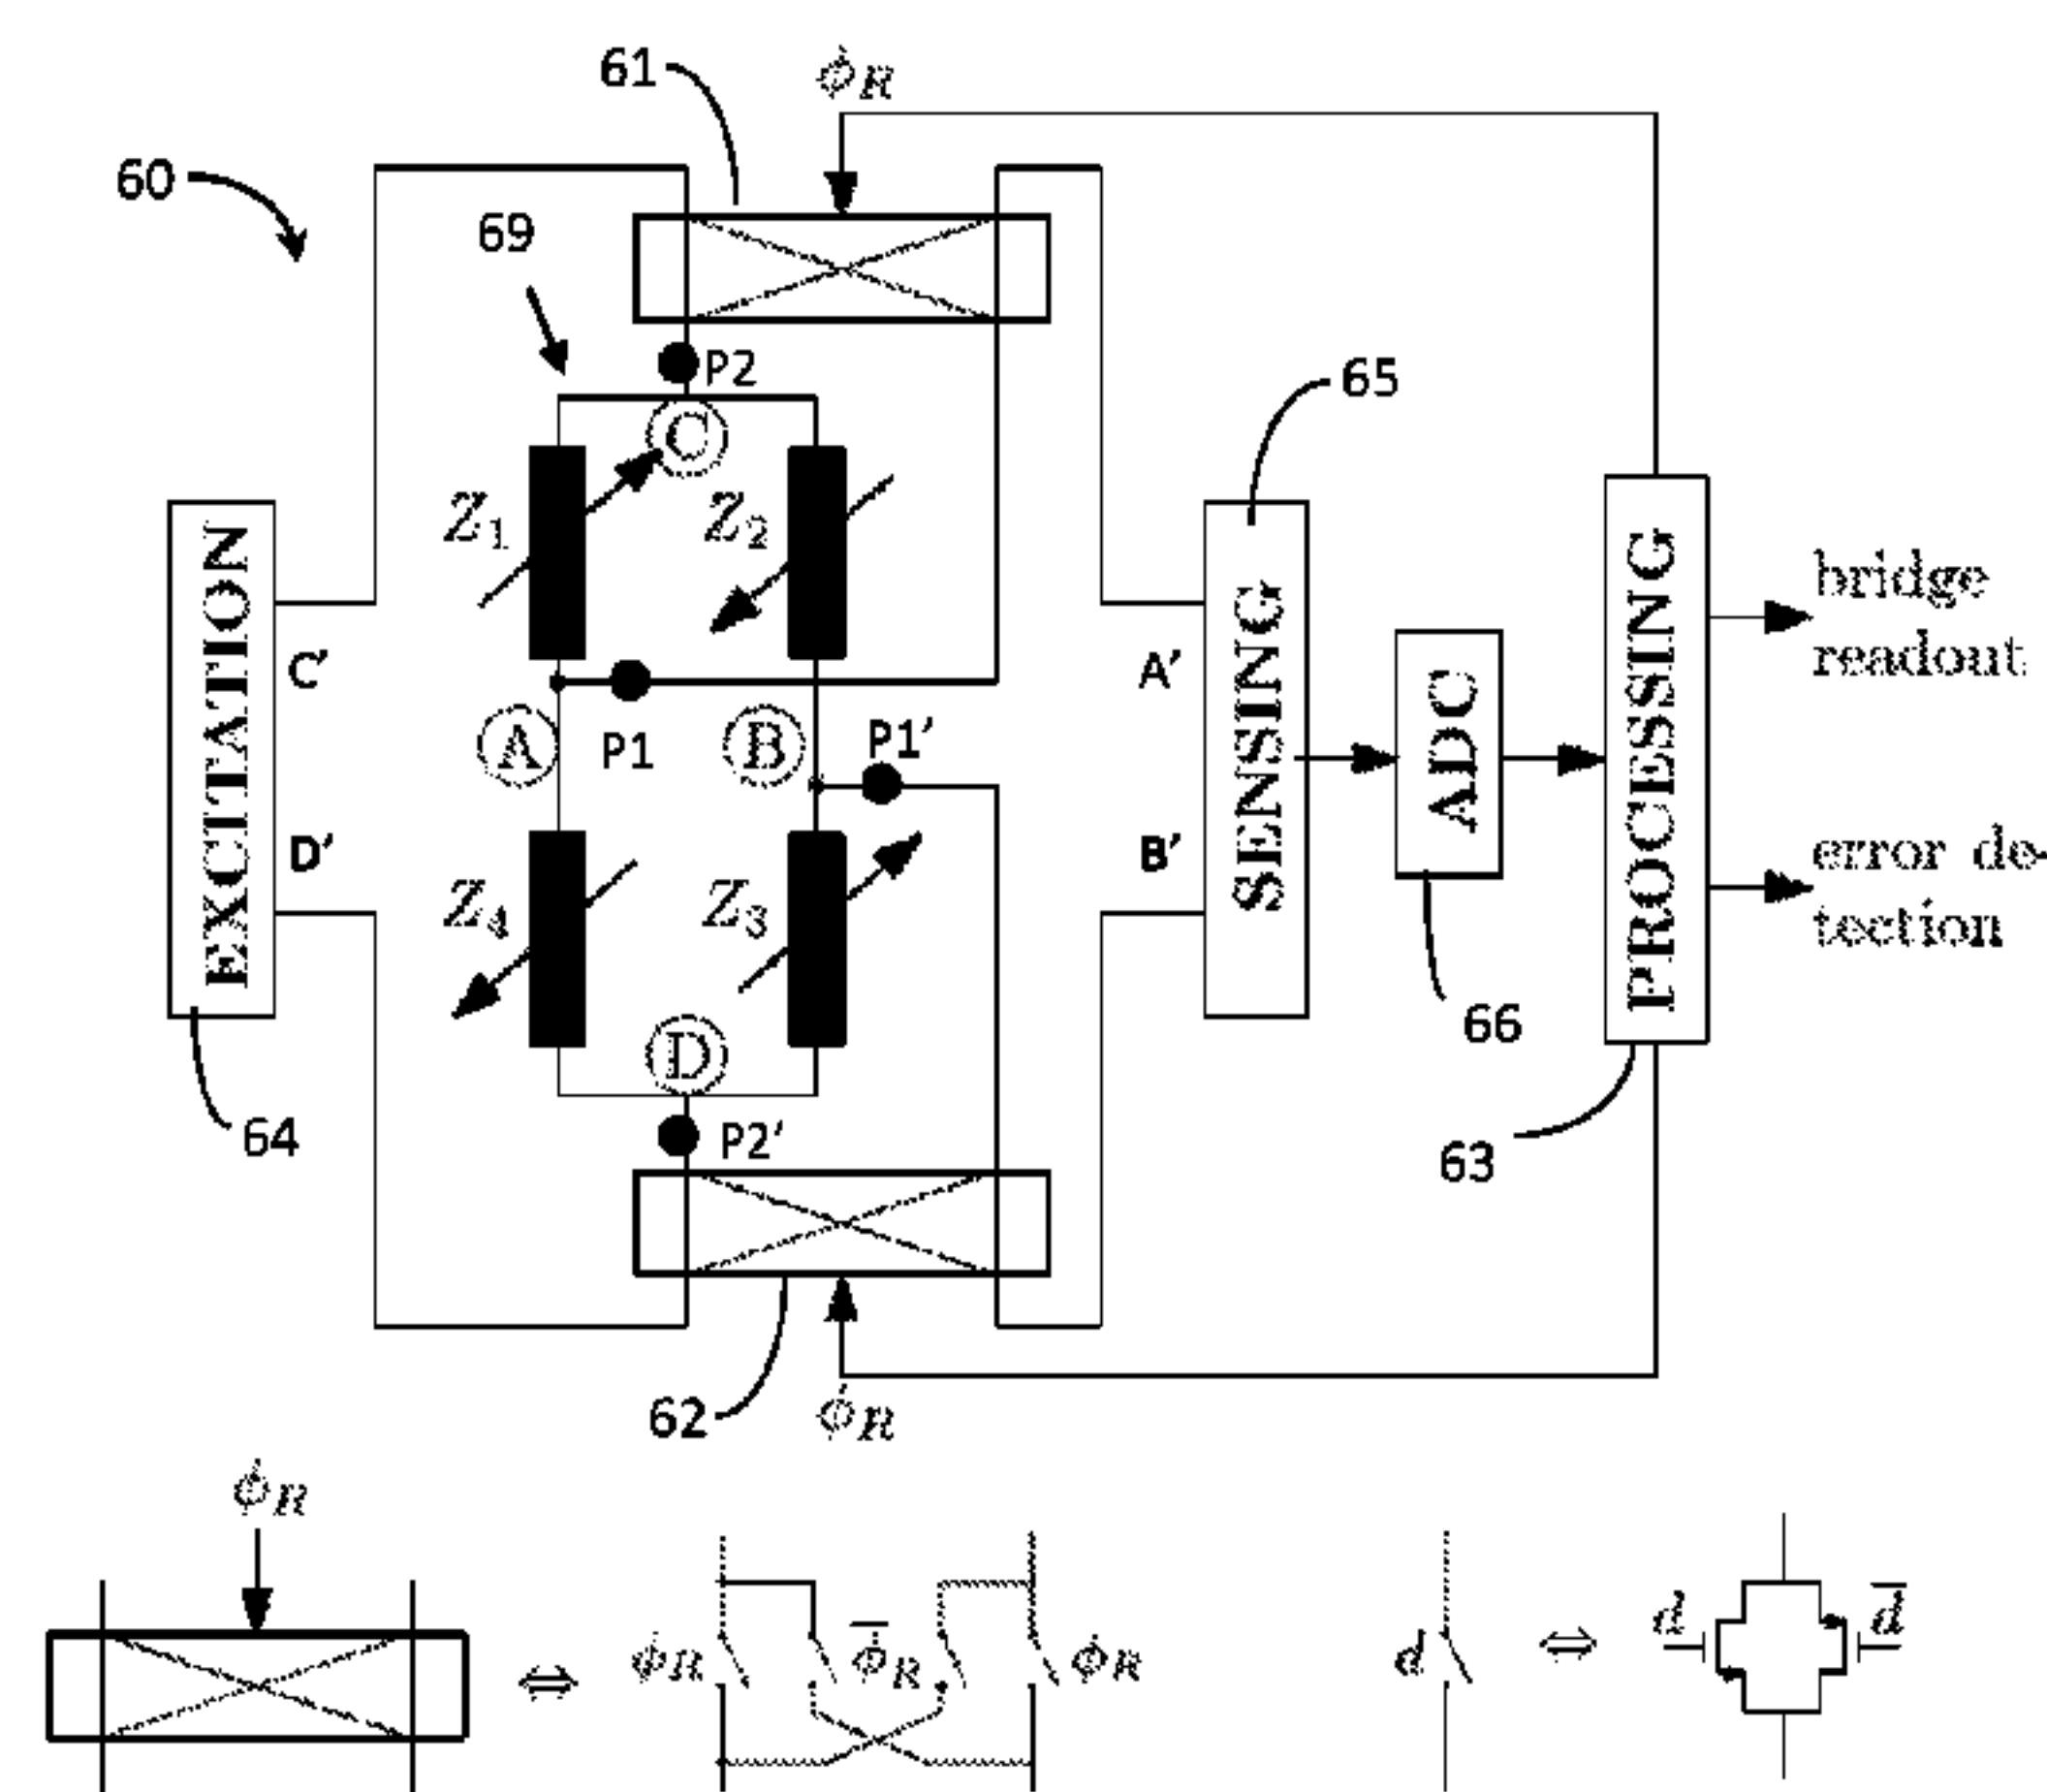 61
ϕR
60
69
P2
65
C
Z1
Z2
bridge
readout
EXCITATION
C'
A'
SENSING
ADC
PROCESSING
A
P1
B
P1'
D'
B'
error de-
tection
Z4
Z3
66
D
64
P2'
63
62
ϕR
ϕR
ϕR
ϕ̅R
ϕR
d
d
d̅